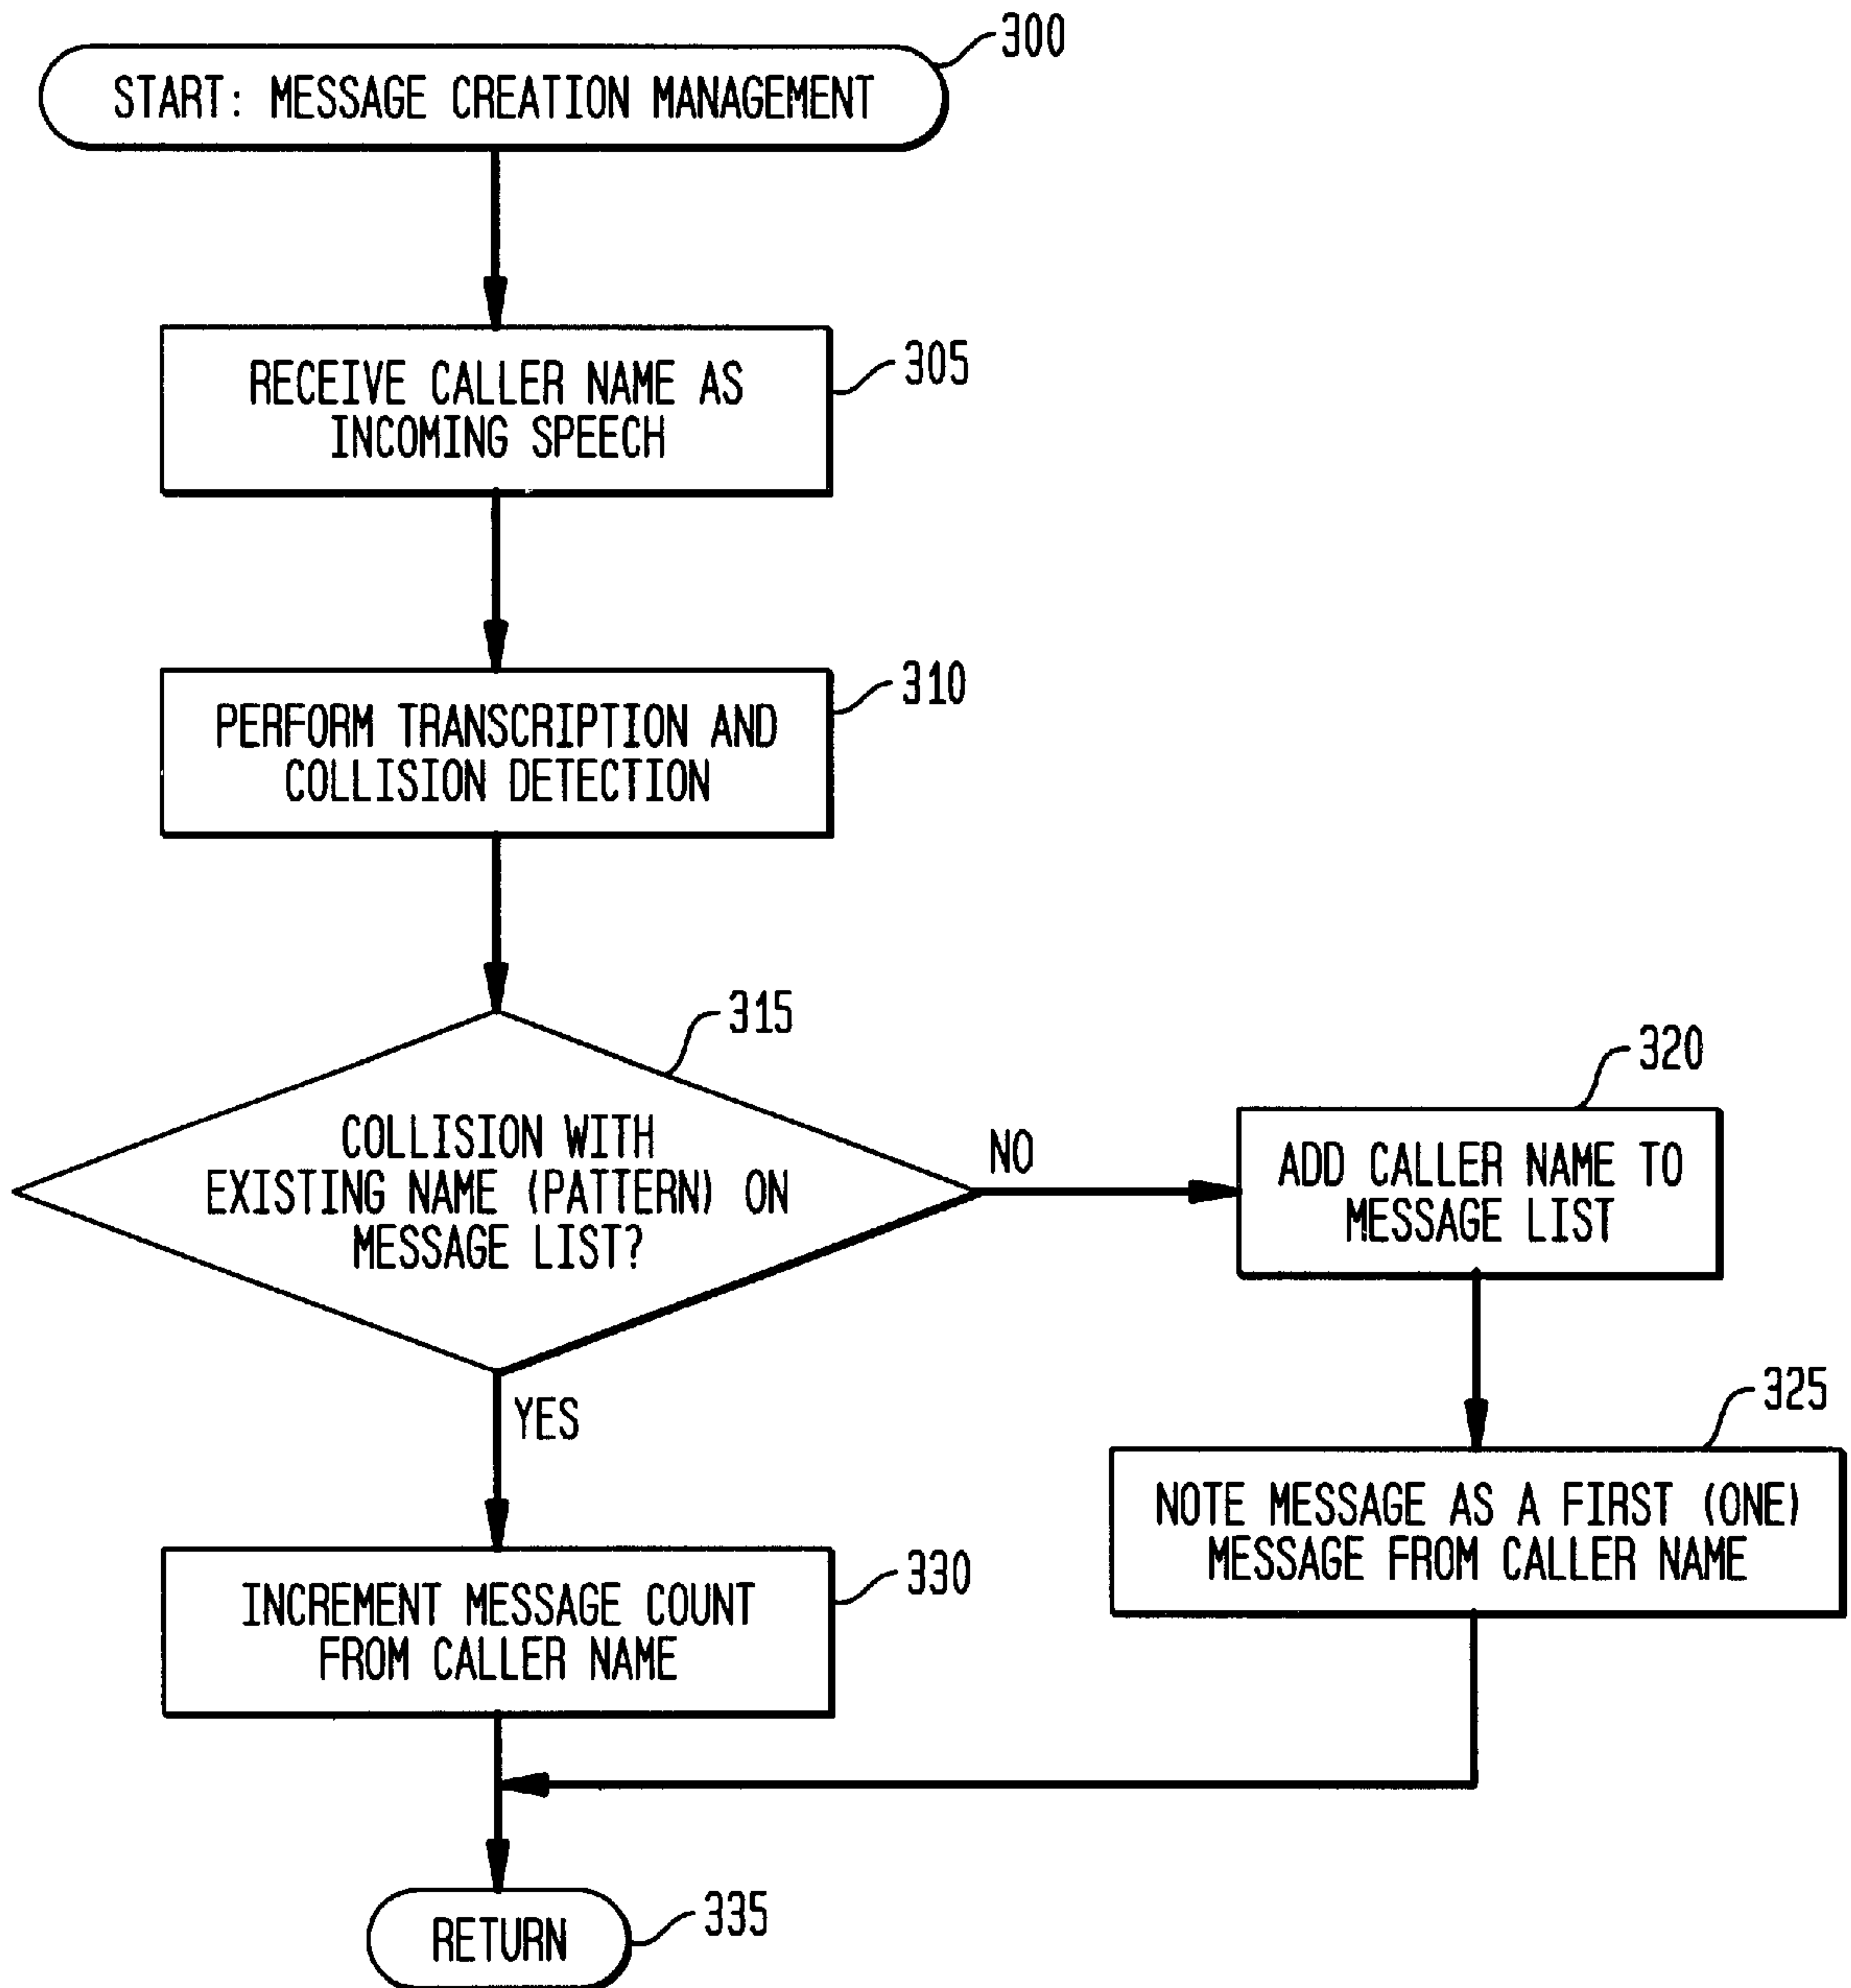 300
START: MESSAGE CREATION MANAGEMENT
305
RECEIVE CALLER NAME AS
INCOMING SPEECH
310
PERFORM TRANSCRIPTION AND
COLLISION DETECTION
315
COLLISION WITH
EXISTING NAME (PATTERN) ON
MESSAGE LIST?
NO
320
ADD CALLER NAME TO
MESSAGE LIST
325
NOTE MESSAGE AS A FIRST (ONE)
MESSAGE FROM CALLER NAME
YES
330
INCREMENT MESSAGE COUNT
FROM CALLER NAME
335
RETURN